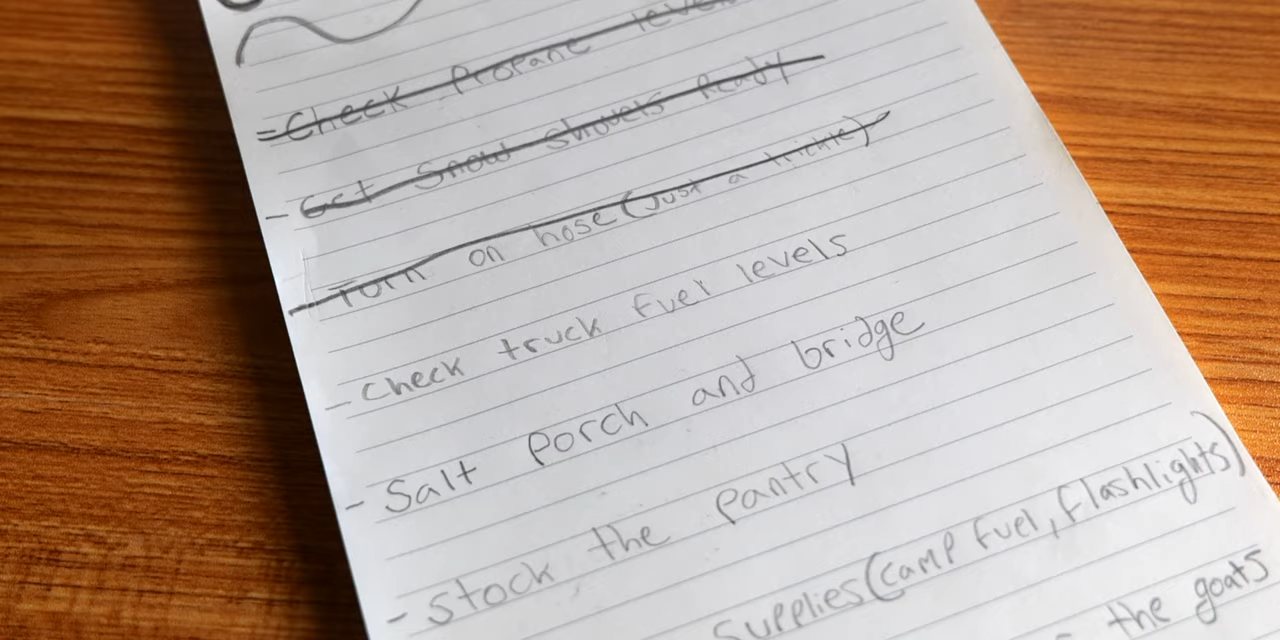 - Check Propane levels
- Get Snow shovels Ready
- Turn on hose (Just a trickle)
- Check truck fuel levels
- Salt porch and bridge
- Stock the pantry
Supplies (camp fuel, flashlights)
the goats